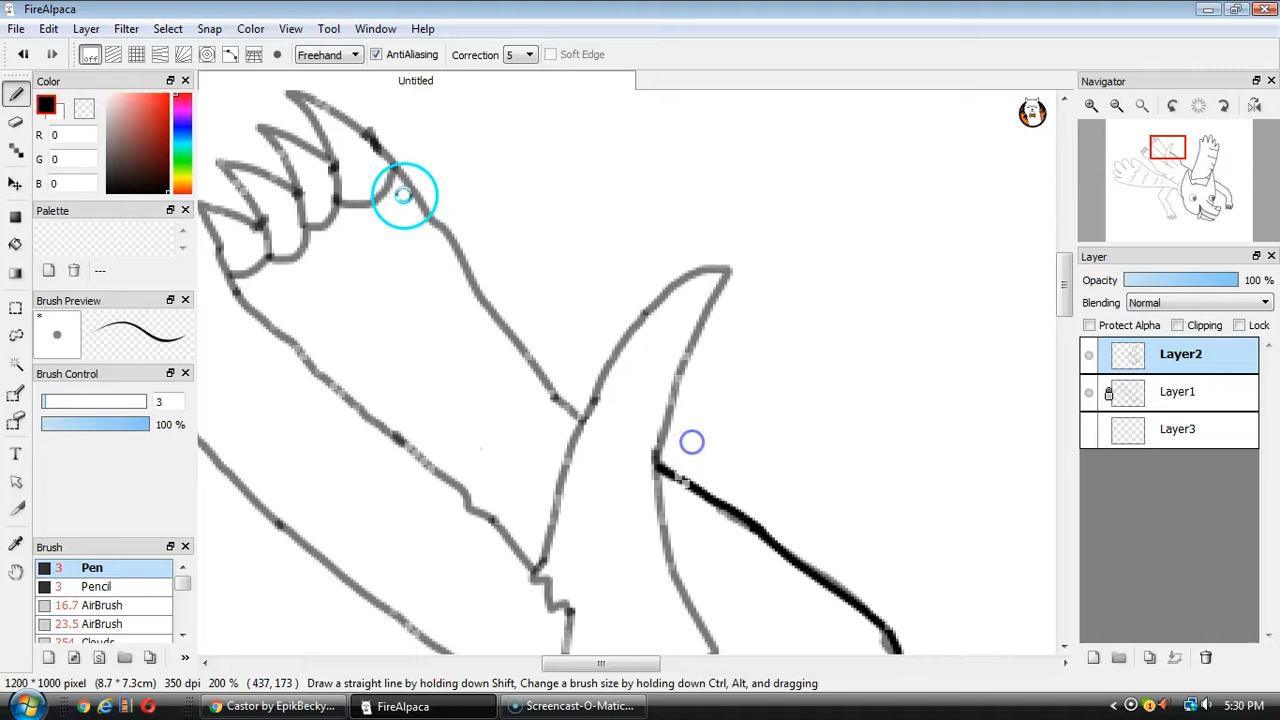 FireAlpaca
File Edit Layer Filter Select Snap Color View Tool Window Help
off Freehand AntiAliasing Correction 5 Soft Edge
Color
Untitled
Navigator
R 0
G 0
B 0
Palette
---
Brush Preview
*
Brush Control
3
100 %
Brush
3 Pen
3 Pencil
16.7 AirBrush
23.5 AirBrush
254 Clouds
Layer
Opacity 100 %
Blending Normal
Protect Alpha Clipping Lock
Layer2
Layer1
Layer3
1200 * 1000 pixel (8.7 * 7.3cm) 350 dpi 200 % (437, 173) Draw a straight line by holding down Shift, Change a brush size by holding down Ctrl, Alt, and dragging
Castor by EpikBecky... FireAlpaca Screencast-O-Matic... 5:30 PM